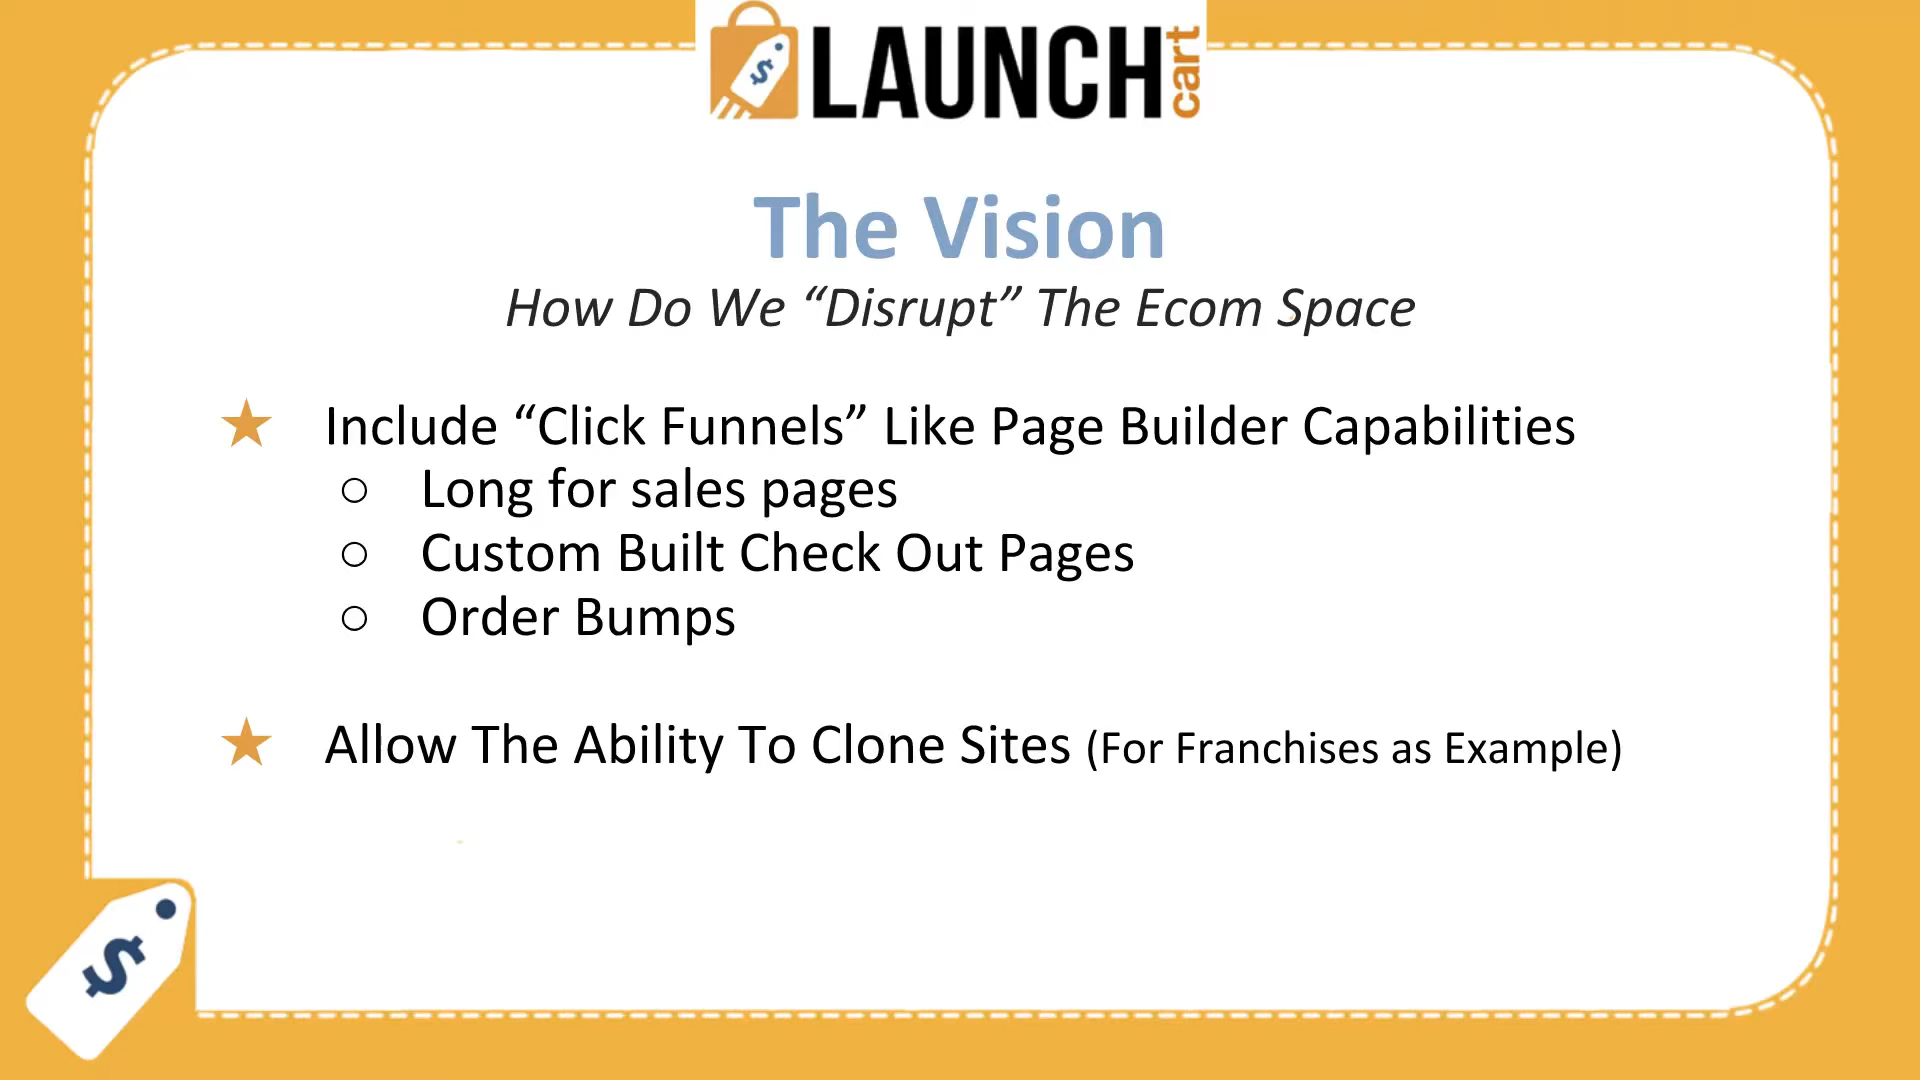 LAUNCH cart
The Vision
How Do We “Disrupt” The Ecom Space
★ Include “Click Funnels” Like Page Builder Capabilities
○ Long for sales pages
○ Custom Built Check Out Pages
○ Order Bumps
★ Allow The Ability To Clone Sites (For Franchises as Example)
$